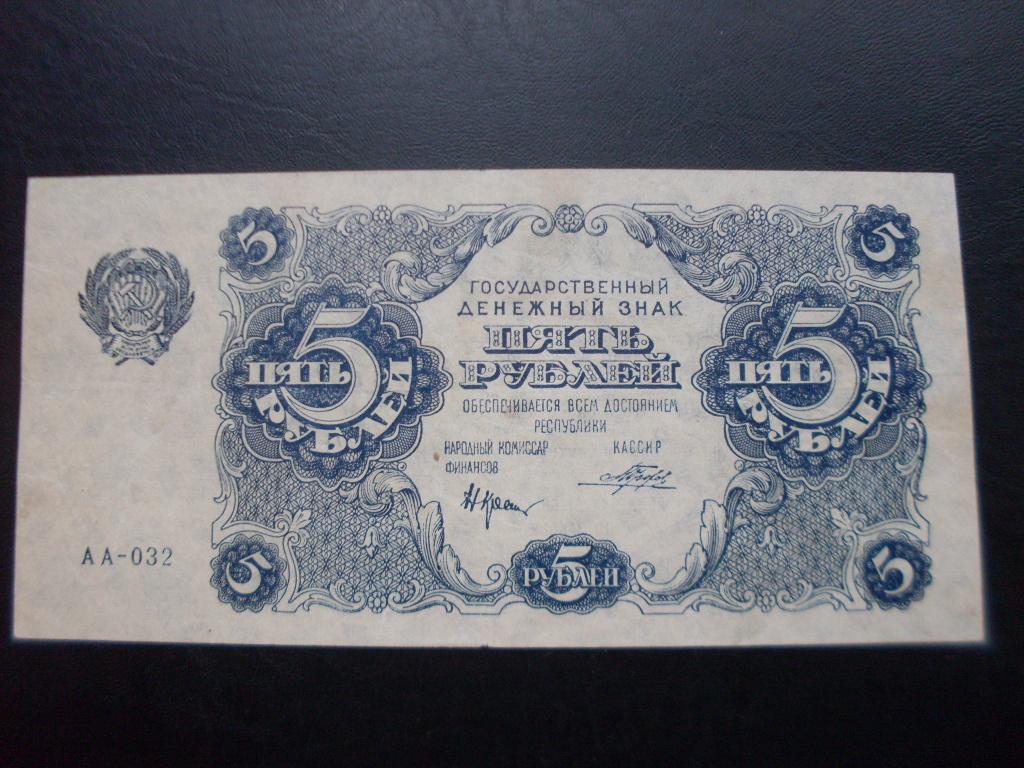 5 5
ГОСУДАРСТВЕННЫЙ
ДЕНЕЖНЫЙ ЗНАК
ПЯТЬ
РУБЛЕЙ
5 ПЯТЬ РУБЛЕЙ
5 ПЯТЬ РУБЛЕЙ
ОБЕСПЕЧИВАЕТСЯ ВСЕМ ДОСТОЯНИЕМ
РЕСПУБЛИКИ
НАРОДНЫЙ КОМИССАР КАССИР
ФИНАНСОВ
АА-032
5 5 РУБЛЕЙ 5